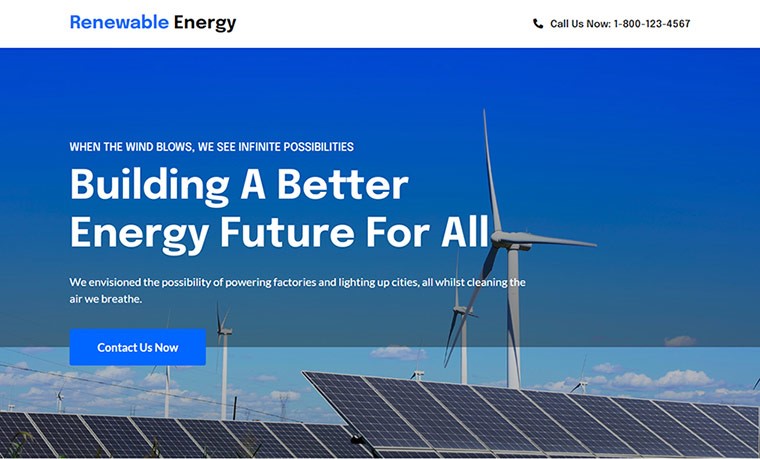 Renewable Energy
Call Us Now: 1-800-123-4567
WHEN THE WIND BLOWS, WE SEE INFINITE POSSIBILITIES
Building A Better
Energy Future For All
We envisioned the possibility of powering factories and lighting up cities, all whilst cleaning the
air we breathe.
Contact Us Now